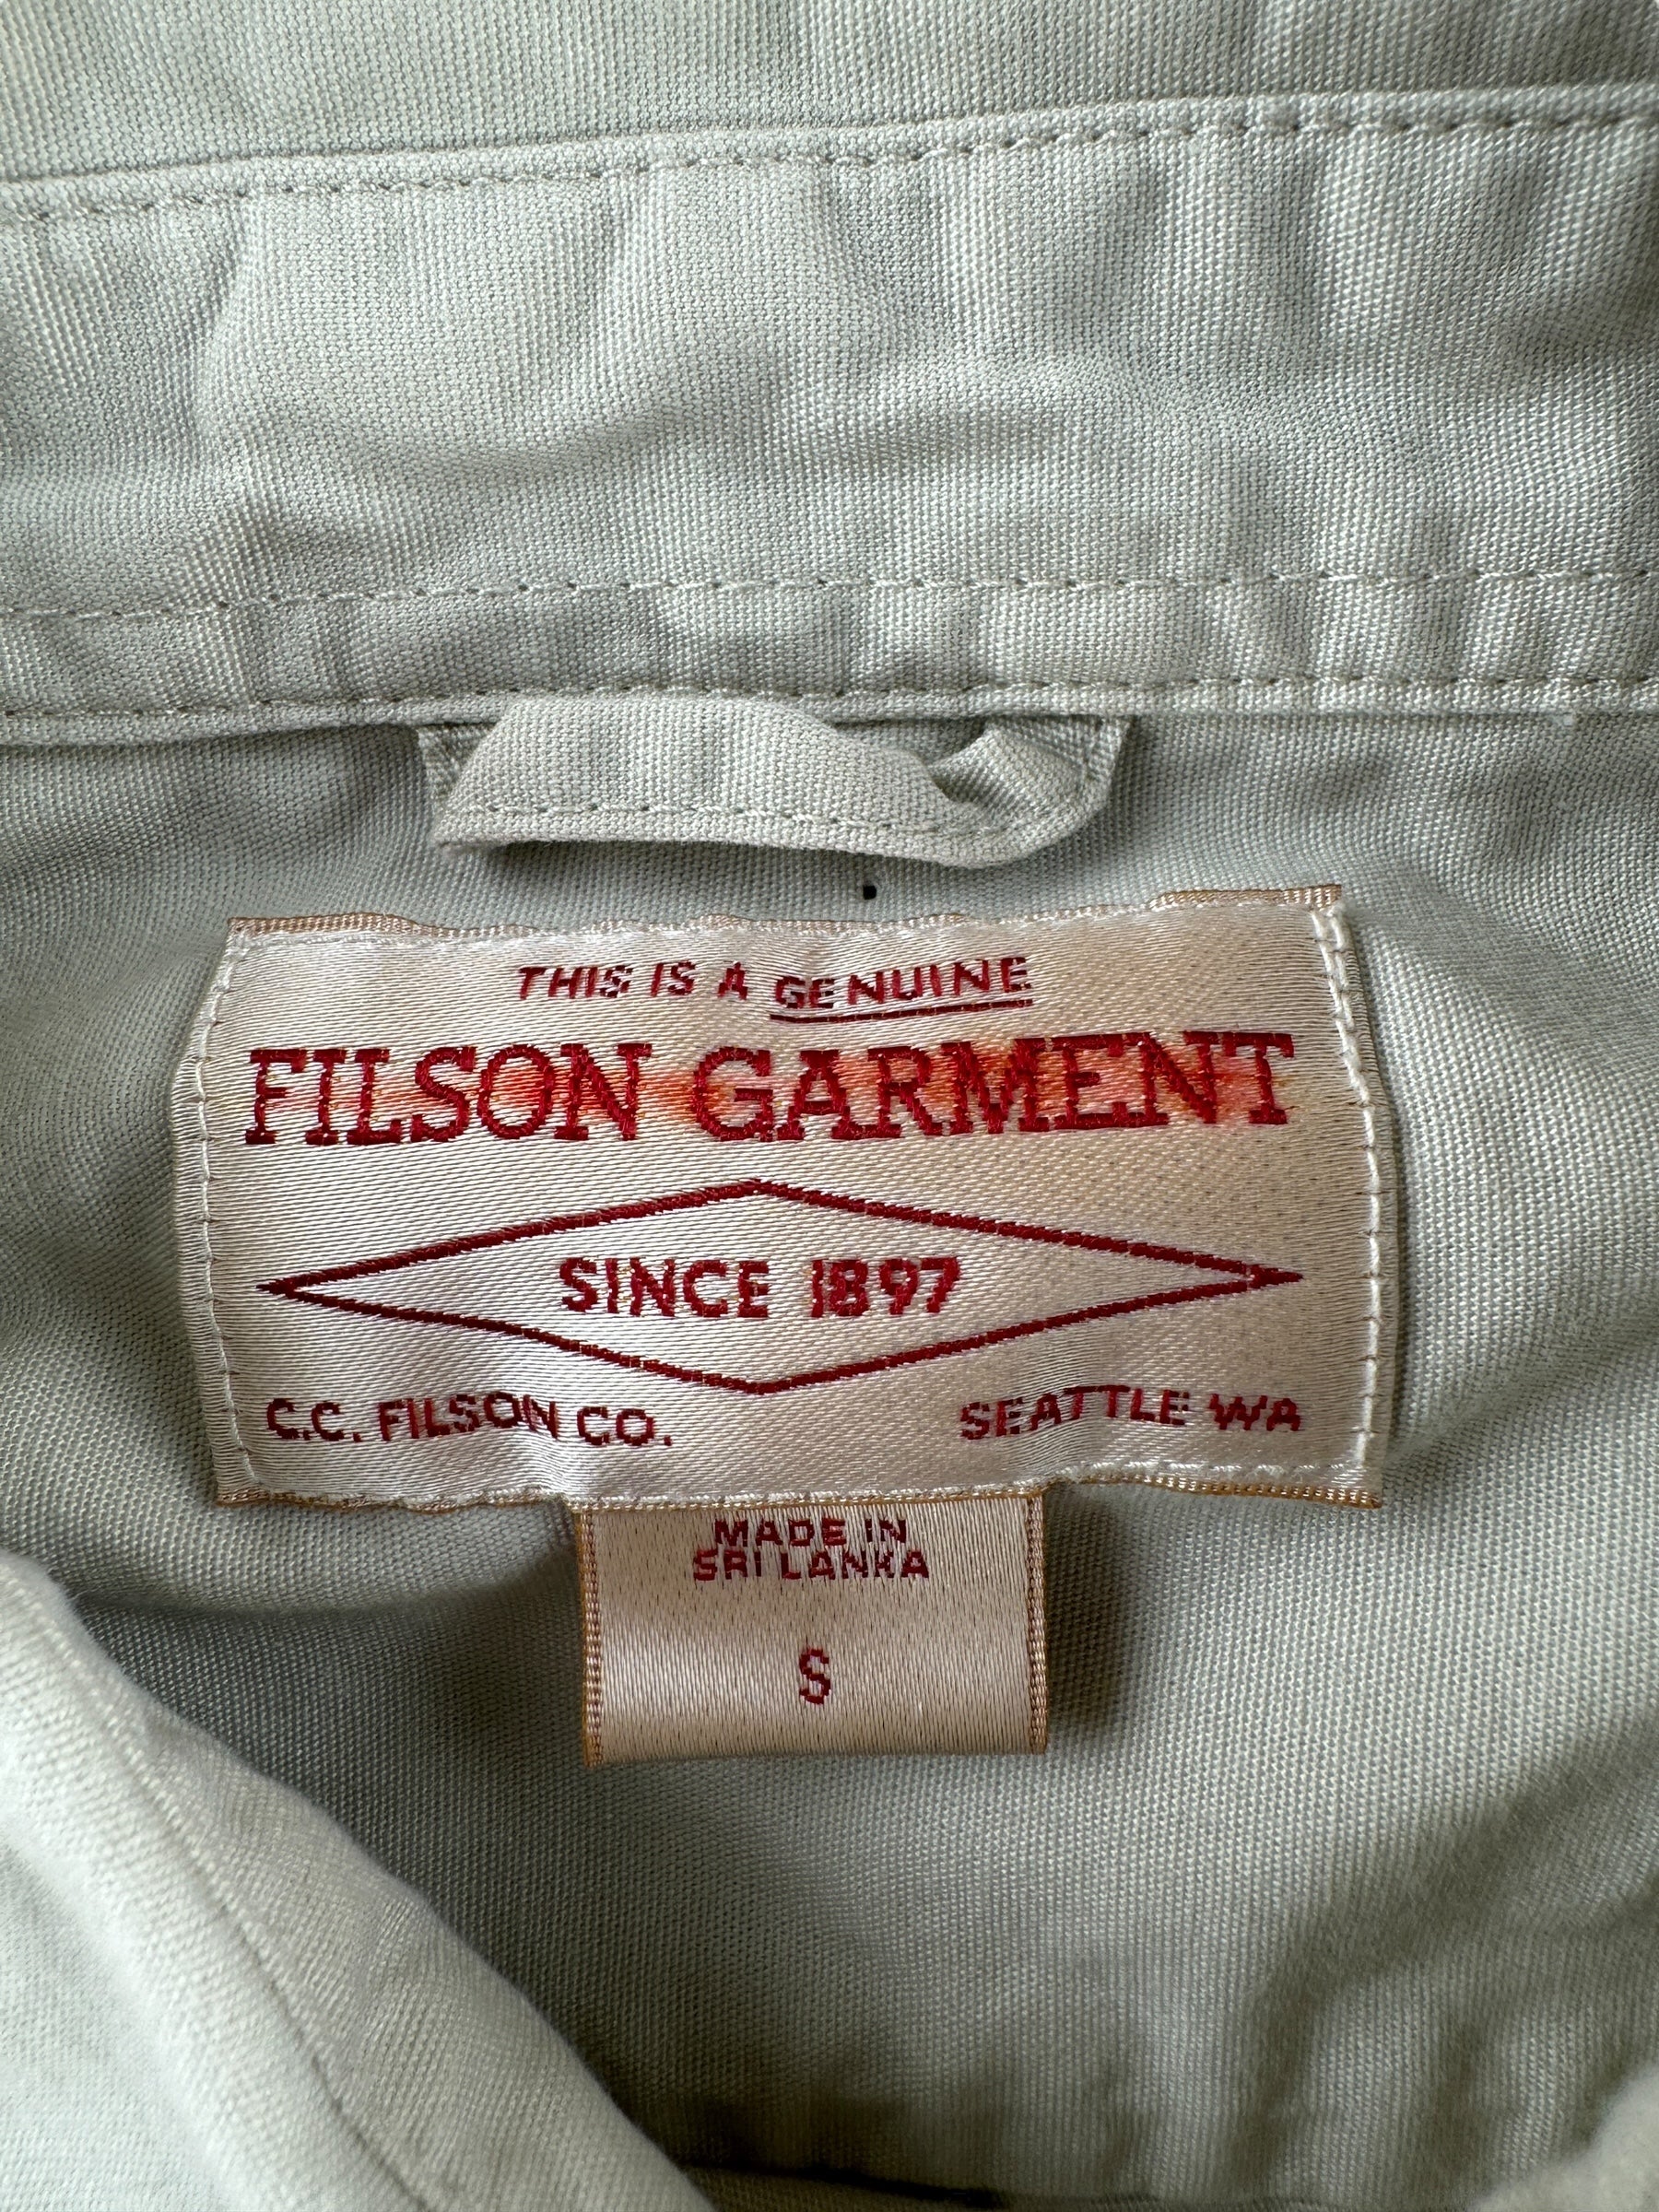 THIS IS A GENUINE
FILSON GARMENT
SINCE 1897
C.C. FILSON CO. SEATTLE WA
MADE IN
SRI LANKA
S